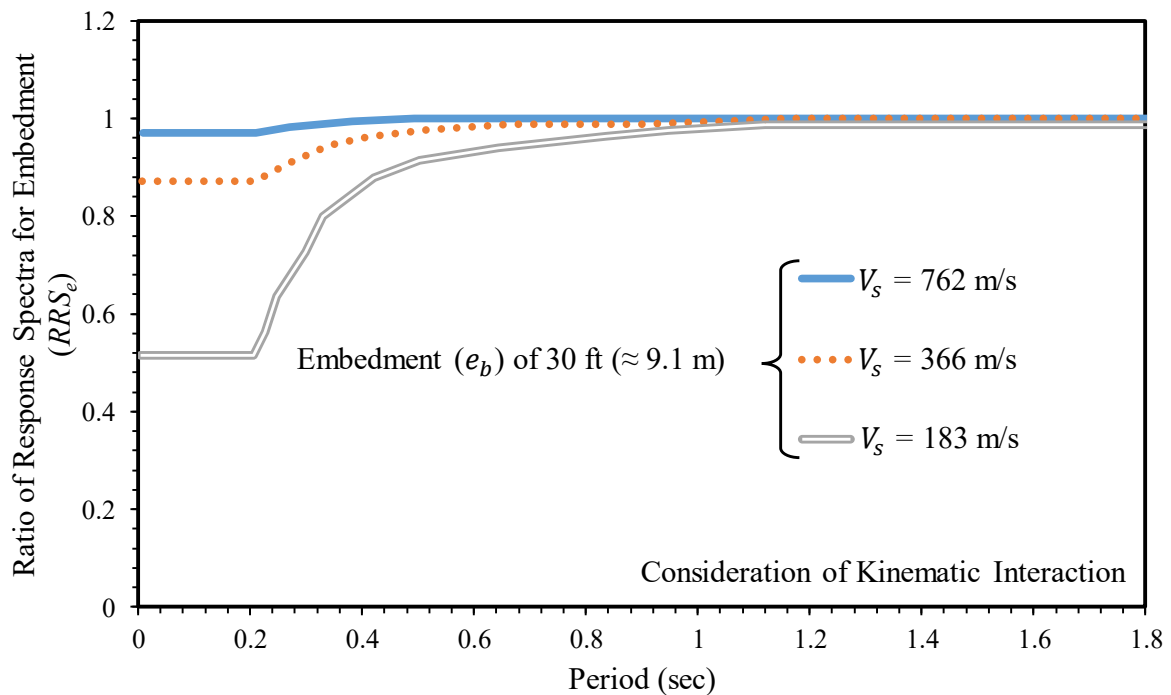 Ratio of Response Spectra for Embedment
(RRSₑ)
1.2
1
0.8
0.6
0.4
0.2
0
Vₛ = 762 m/s
Embedment (e_b) of 30 ft (≈ 9.1 m)
Vₛ = 366 m/s
Vₛ = 183 m/s
Consideration of Kinematic Interaction
0 0.2 0.4 0.6 0.8 1 1.2 1.4 1.6 1.8
Period (sec)